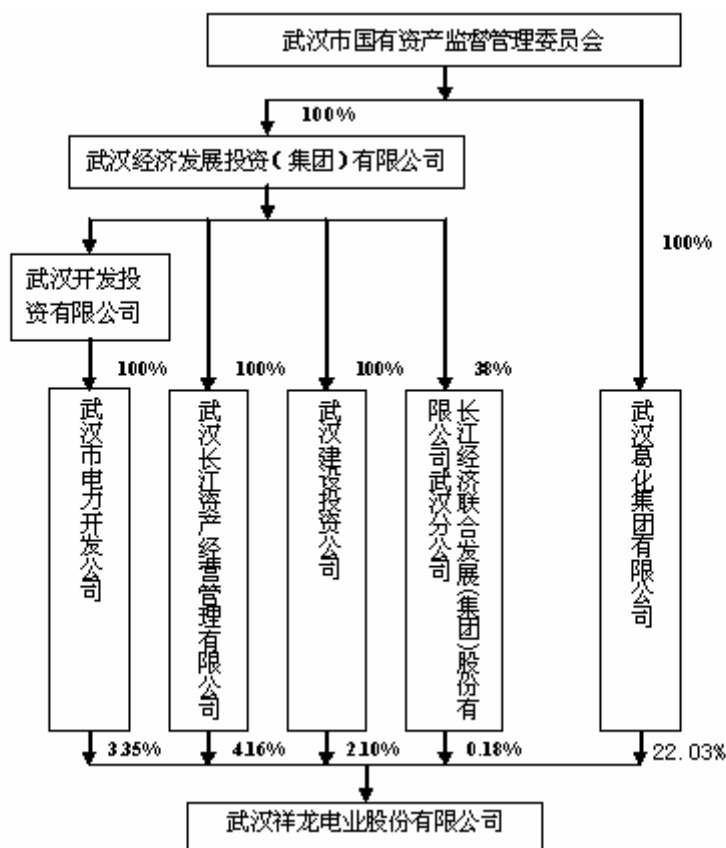 武汉市国有资产监督管理委员会
100%
武汉经济发展投资（集团）有限公司
100%
武汉开发投
资有限公司
100%
100%
100%
38%
武汉市电力开发公司
武汉长江资产经营管理有限公司
武汉建设投资公司
长江经济联合发展(集团)股份有
限公司武汉分公司
武汉葛化集团有限公司
3.35%
4.16%
2.10%
0.18%
22.03%
武汉祥龙电业股份有限公司